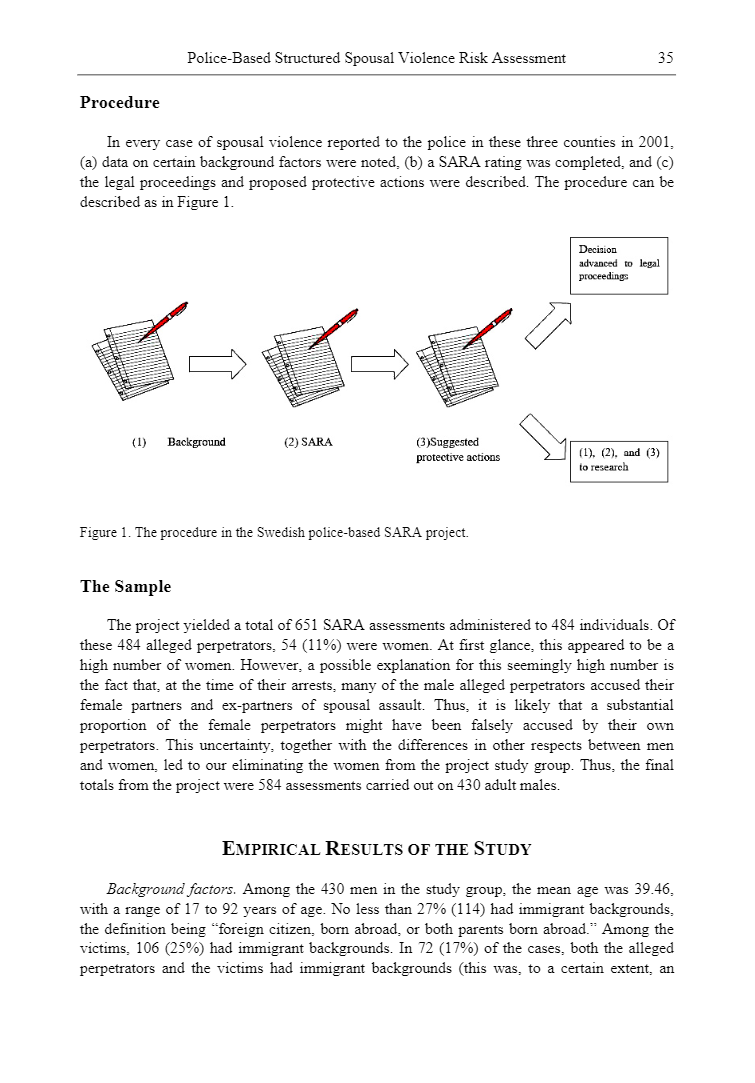 Police-Based Structured Spousal Violence Risk Assessment 35
Procedure
In every case of spousal violence reported to the police in these three counties in 2001,
(a) data on certain background factors were noted, (b) a SARA rating was completed, and (c)
the legal proceedings and proposed protective actions were described. The procedure can be
described as in Figure 1.
Decision
advanced to legal
proceedings
(1) Background
(2) SARA
(3)Suggested
protective actions
(1), (2), and (3)
to research
Figure 1. The procedure in the Swedish police-based SARA project.
The Sample
The project yielded a total of 651 SARA assessments administered to 484 individuals. Of
these 484 alleged perpetrators, 54 (11%) were women. At first glance, this appeared to be a
high number of women. However, a possible explanation for this seemingly high number is
the fact that, at the time of their arrests, many of the male alleged perpetrators accused their
female partners and ex-partners of spousal assault. Thus, it is likely that a substantial
proportion of the female perpetrators might have been falsely accused by their own
perpetrators. This uncertainty, together with the differences in other respects between men
and women, led to our eliminating the women from the project study group. Thus, the final
totals from the project were 584 assessments carried out on 430 adult males.
EMPIRICAL RESULTS OF THE STUDY
Background factors. Among the 430 men in the study group, the mean age was 39.46,
with a range of 17 to 92 years of age. No less than 27% (114) had immigrant backgrounds,
the definition being “foreign citizen, born abroad, or both parents born abroad.” Among the
victims, 106 (25%) had immigrant backgrounds. In 72 (17%) of the cases, both the alleged
perpetrators and the victims had immigrant backgrounds (this was, to a certain extent, an